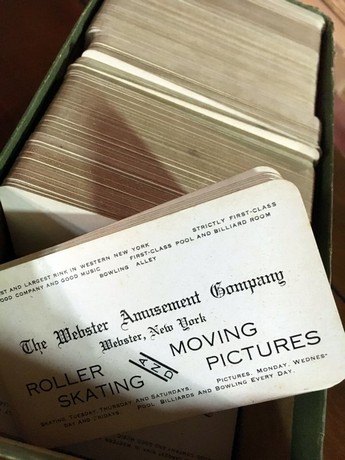 ST AND LARGEST RINK IN WESTERN NEW YORK
OOD COMPANY AND GOOD MUSIC
STRICTLY FIRST-CLASS
FIRST-CLASS POOL AND BILLIARD ROOM
BOWLING ALLEY
The Webster Amusement Company
Webster, New York
ROLLER SKATING
AND
MOVING PICTURES
SKATING TUESDAY, THURSDAY AND SATURDAYS. PICTURES, MONDAY, WEDNES-
DAY AND FRIDAYS. POOL BILLIARDS AND BOWLING EVERY DAY.